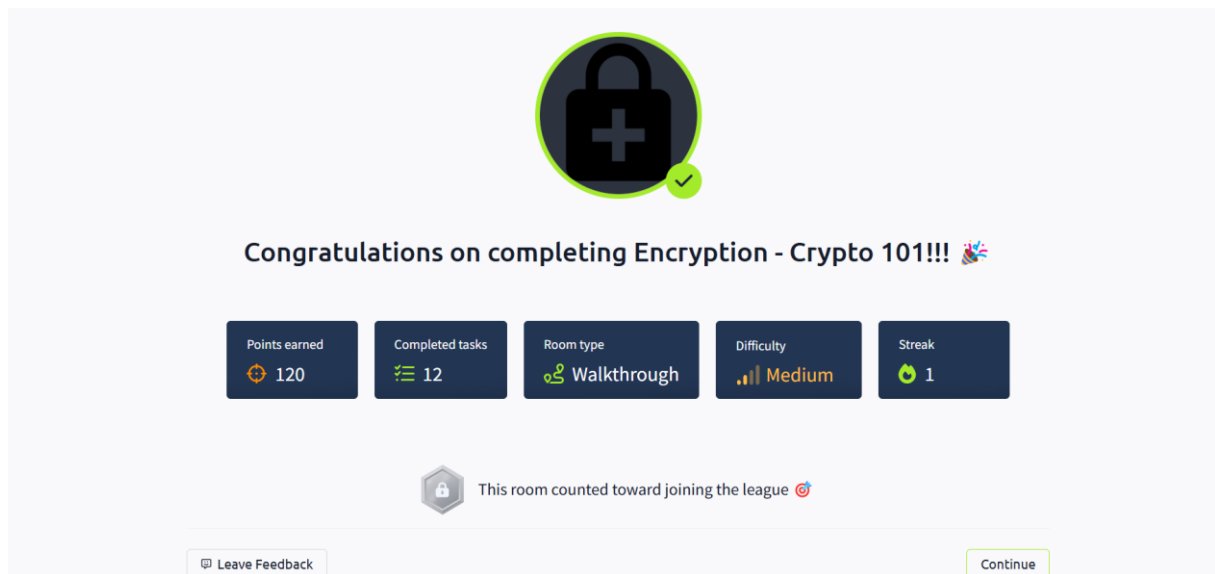 Congratulations on completing Encryption - Crypto 101!!! 🎉
Points earned
120
Completed tasks
12
Room type
Walkthrough
Difficulty
Medium
Streak
1
This room counted toward joining the league 🎯
Leave Feedback
Continue